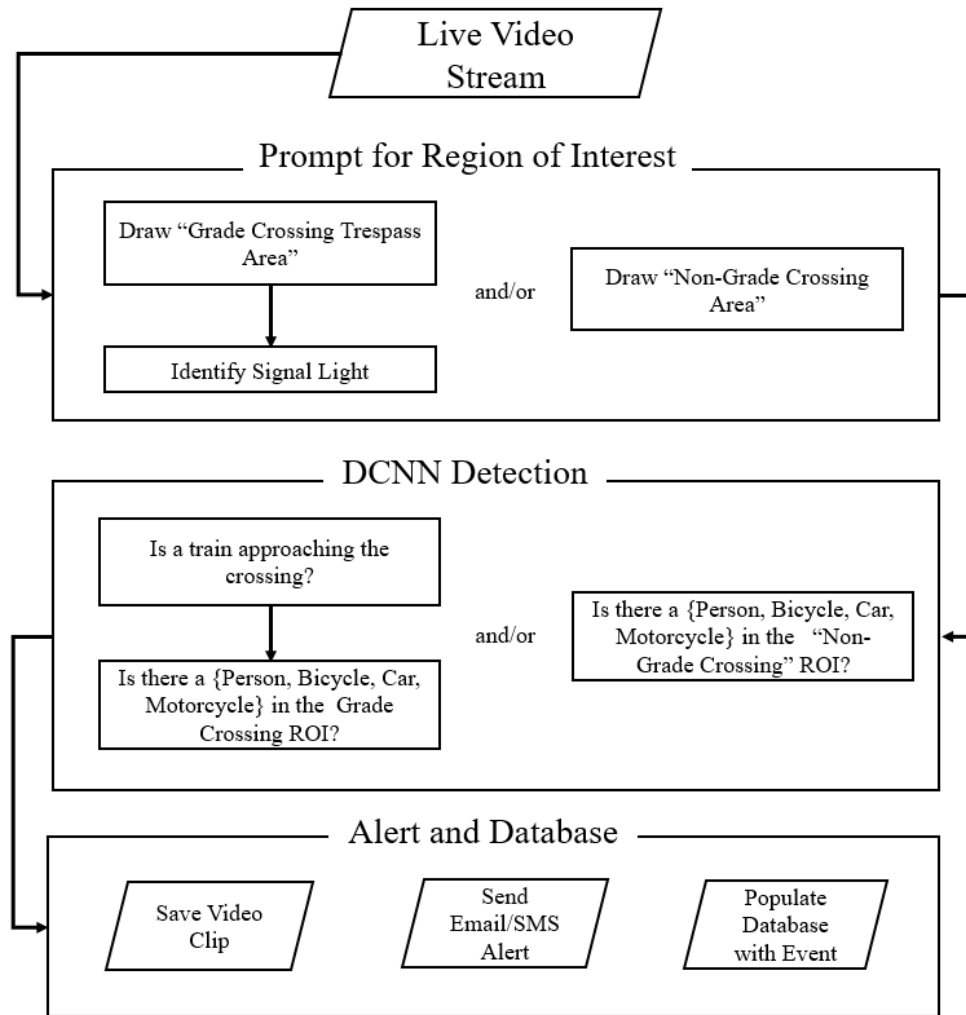 Live Video
Stream
Prompt for Region of Interest
Draw “Grade Crossing Trespass
Area”
Identify Signal Light
and/or
Draw “Non-Grade Crossing
Area”
DCNN Detection
Is a train approaching the
crossing?
Is there a {Person, Bicycle, Car,
Motorcycle} in the Grade
Crossing ROI?
and/or
Is there a {Person, Bicycle, Car,
Motorcycle} in the “Non-
Grade Crossing” ROI?
Alert and Database
Save Video
Clip
Send
Email/SMS
Alert
Populate
Database
with Event